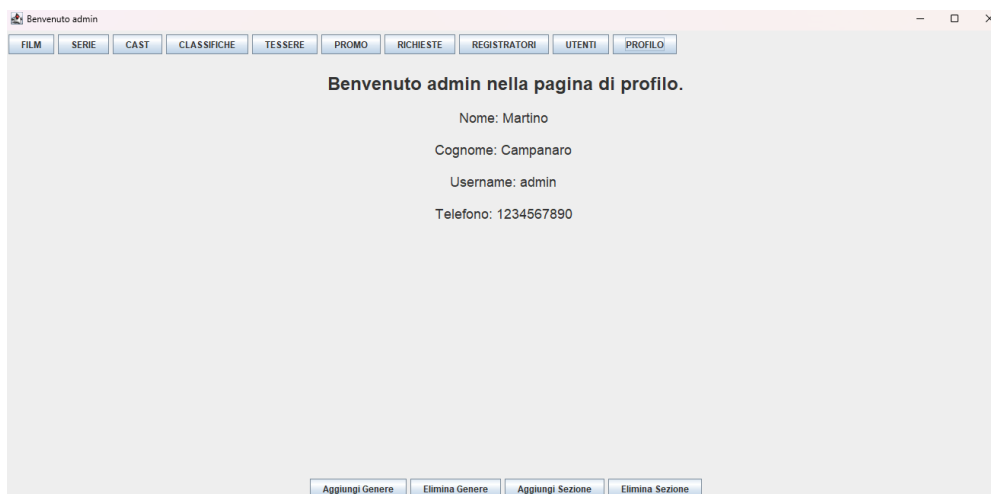 Benvenuto admin
FILM SERIE CAST CLASSIFICHE TESSERE PROMO RICHIESTE REGISTRATORI UTENTI PROFILO
Benvenuto admin nella pagina di profilo.
Nome: Martino
Cognome: Campanaro
Username: admin
Telefono: 1234567890
Aggiungi Genere Elimina Genere Aggiungi Sezione Elimina Sezione